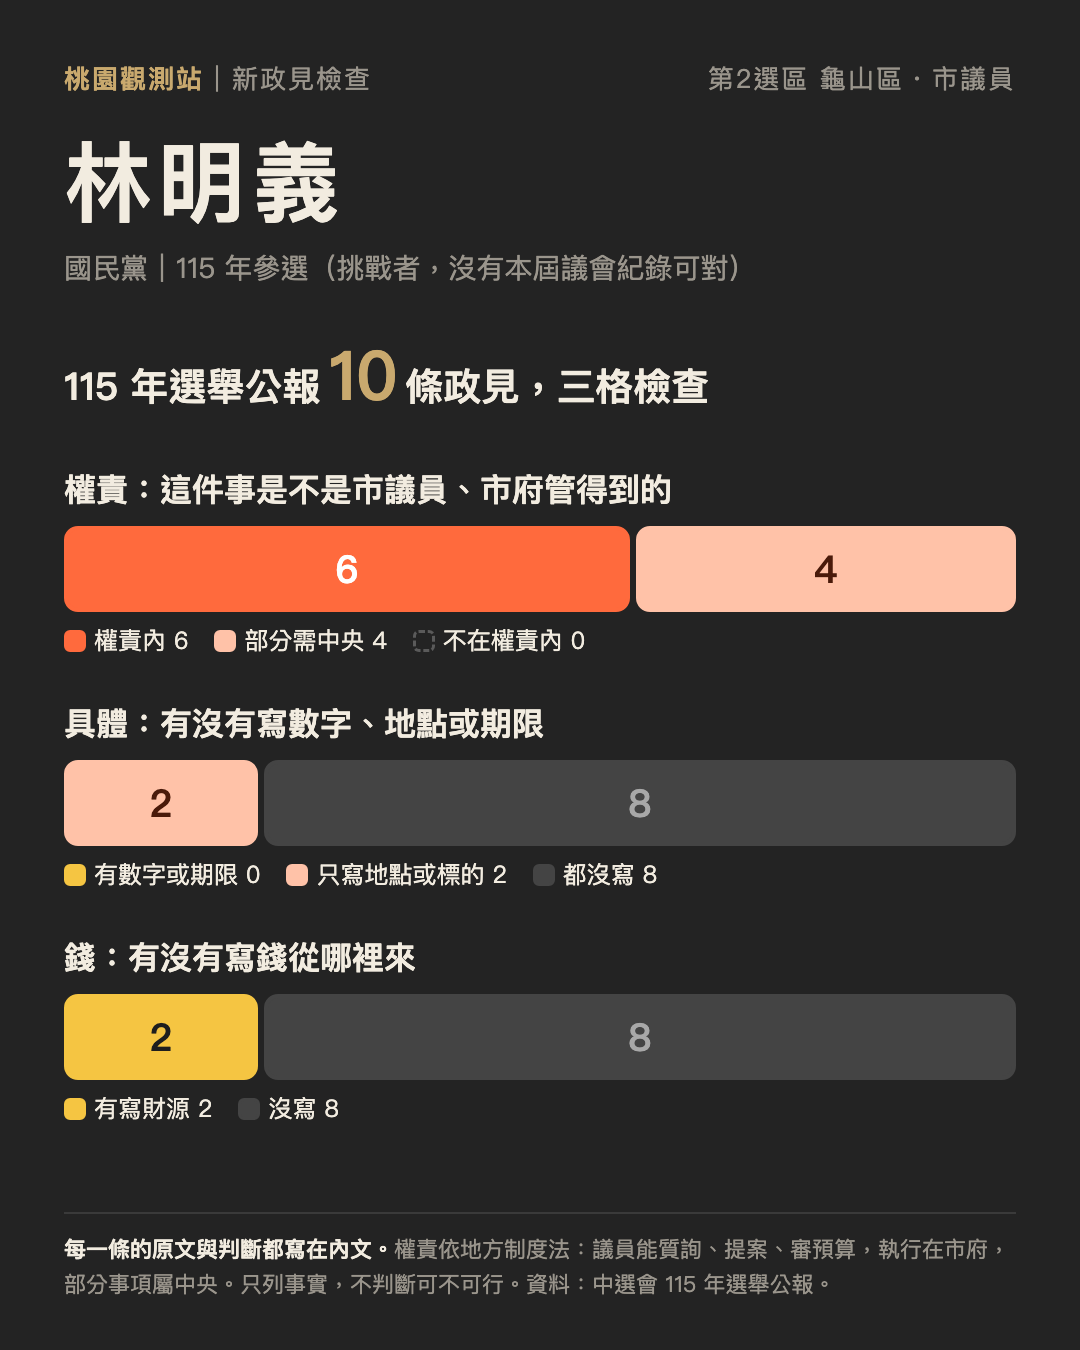 桃園觀測站｜新政見檢查
第2選區 龜山區・市議員
林明義
國民黨｜115 年參選（挑戰者，沒有本屆議會紀錄可對）
115 年選舉公報 10 條政見，三格檢查
權責：這件事是不是市議員、市府管得到的
6
4
權責內 6 部分需中央 4 不在權責內 0
具體：有沒有寫數字、地點或期限
2
8
有數字或期限 0 只寫地點或標的 2 都沒寫 8
錢：有沒有寫錢從哪裡來
2
8
有寫財源 2 沒寫 8
每一條的原文與判斷都寫在內文。權責依地方制度法：議員能質詢、提案、審預算，執行在市府，
部分事項屬中央。只列事實，不判斷可不可行。資料：中選會 115 年選舉公報。